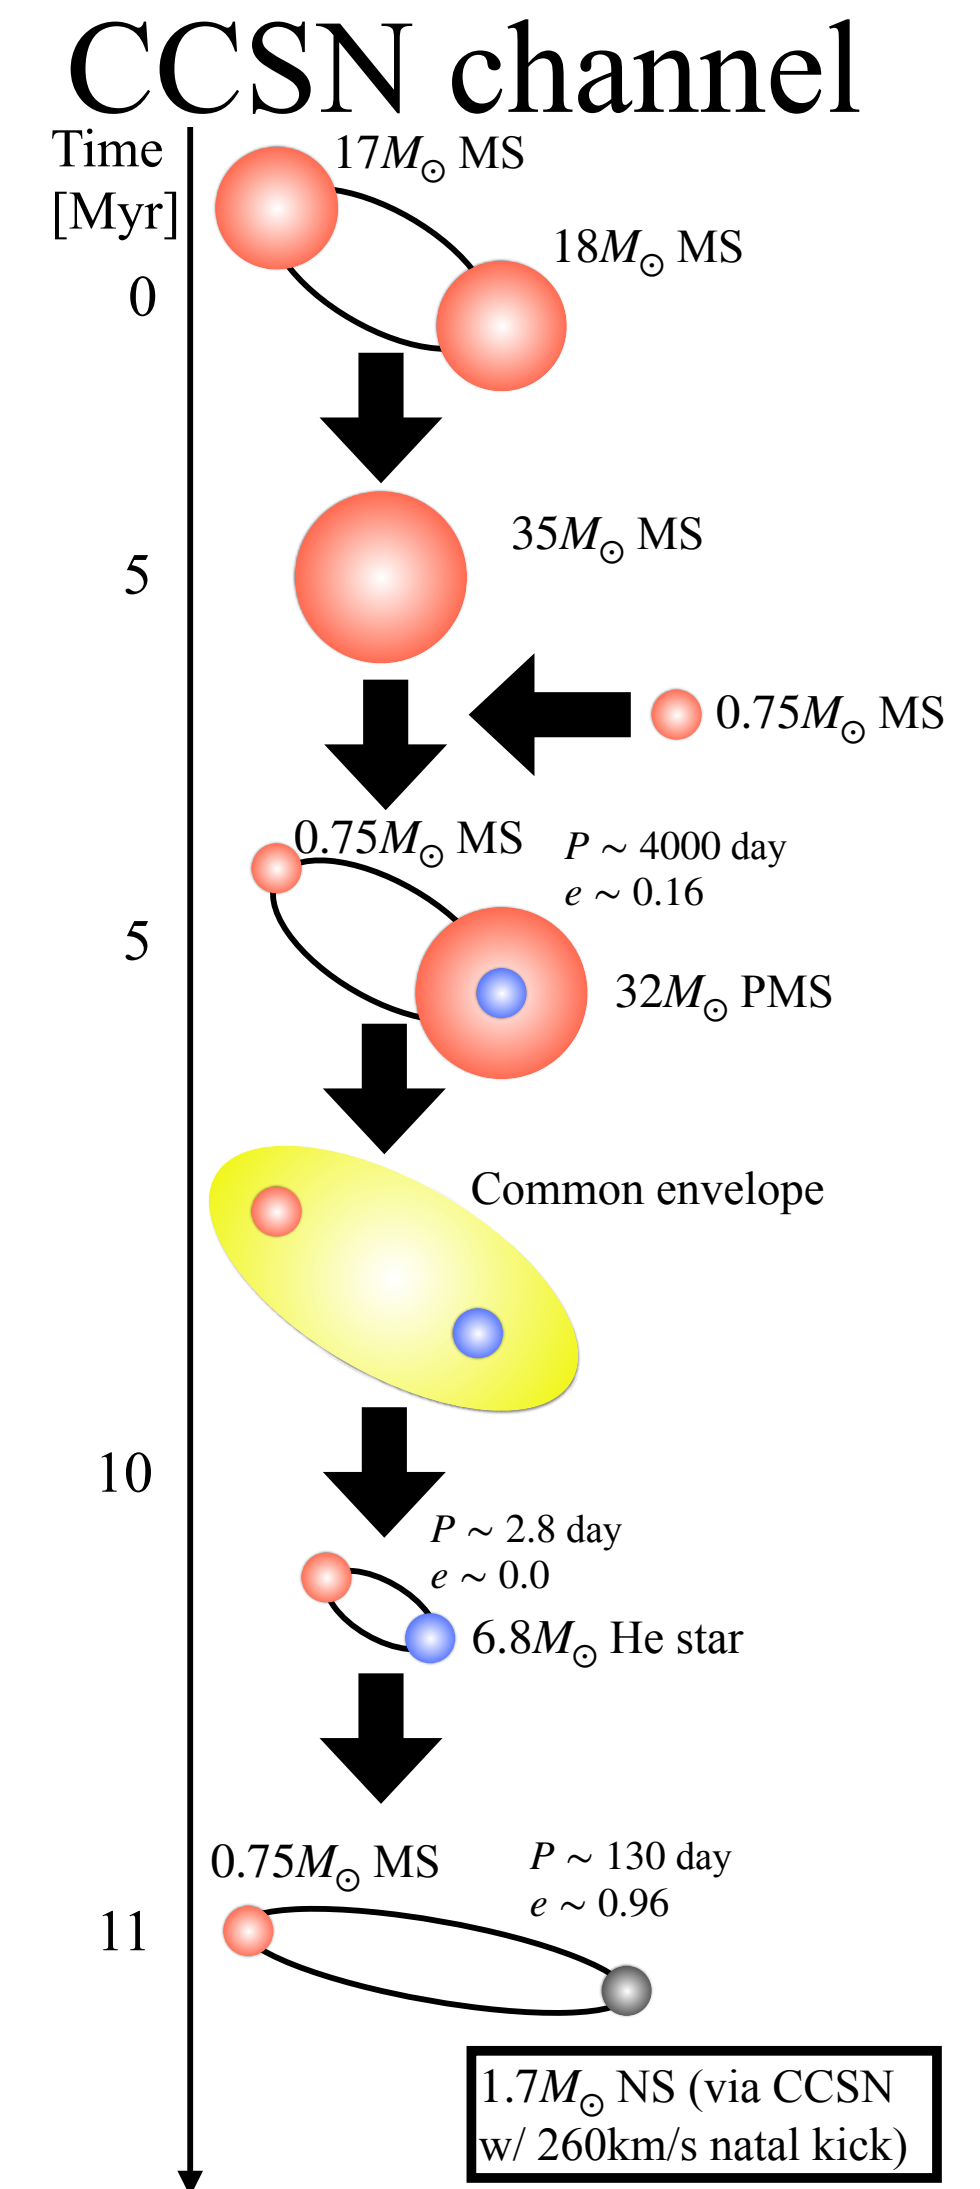 CCSN channel
Time
[Myr]
17M☉ MS
18M☉ MS
0
35M☉ MS
5
0.75M☉ MS
0.75M☉ MS
P ~ 4000 day
e ~ 0.16
5
32M☉ PMS
Common envelope
10
P ~ 2.8 day
e ~ 0.0
6.8M☉ He star
0.75M☉ MS
P ~ 130 day
e ~ 0.96
11
1.7M☉ NS (via CCSN
w/ 260km/s natal kick)